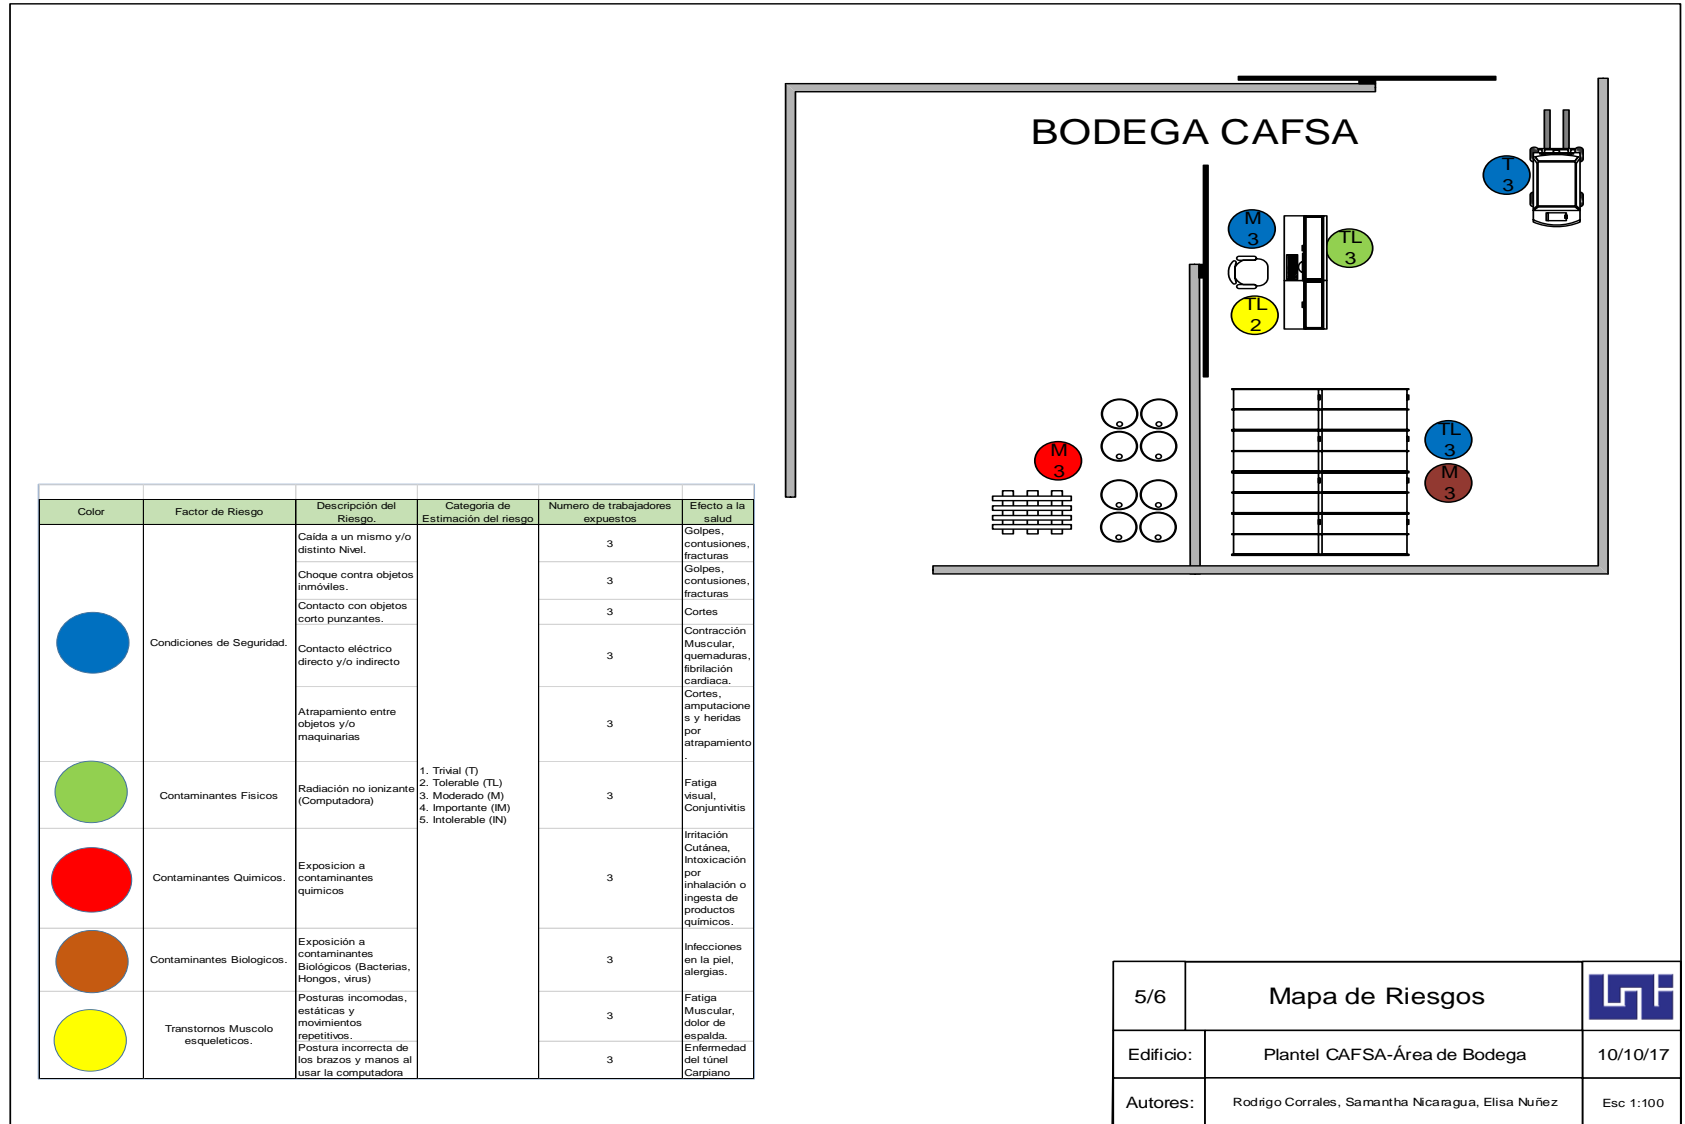 BODEGA CAFSA
T
3
M
3
TL
3
TL
2
TL
3
M
3
M
3
Color
Factor de Riesgo
Descripción del
Riesgo.
Categoria de
Estimación del riesgo
Numero de trabajadores
expuestos
Efecto a la
salud
Condiciones de Seguridad.
Caída a un mismo y/o
distinto Nivel.
3
Golpes,
contusiones,
fracturas
Choque contra objetos
inmóviles.
3
Golpes,
contusiones,
fracturas
Contacto con objetos
corto punzantes.
3
Cortes
Contacto eléctrico
directo y/o indirecto
3
Contracción
Muscular,
quemaduras,
fibrilación
cardiaca.
Atrapamiento entre
objetos y/o
maquinarias
3
Cortes,
amputacione
s y heridas
por
atrapamiento
.
1. Trivial (T)
2. Tolerable (TL)
3. Moderado (M)
4. Importante (IM)
5. Intolerable (IN)
Contaminantes Fisicos
Radiación no ionizante
(Computadora)
3
Fatiga
visual,
Conjuntivitis
Contaminantes Quimicos.
Exposicion a
contaminantes
quimicos
3
Irritación
Cutánea,
Intoxicación
por
inhalación o
ingesta de
productos
químicos.
Contaminantes Biologicos.
Exposición a
contaminantes
Biológicos (Bacterias,
Hongos, virus)
3
Infecciones
en la piel,
alergias.
Transtornos Muscolo
esqueleticos.
Posturas incomodas,
estáticas y
movimientos
repetitivos.
3
Fatiga
Muscular,
dolor de
espalda.
Postura incorrecta de
los brazos y manos al
usar la computadora
3
Enfermedad
del túnel
Carpiano
5/6
Mapa de Riesgos
uni
Edificio:
Plantel CAFSA-Área de Bodega
10/10/17
Autores:
Rodrigo Corrales, Samantha Nicaragua, Elisa Nuñez
Esc 1:100